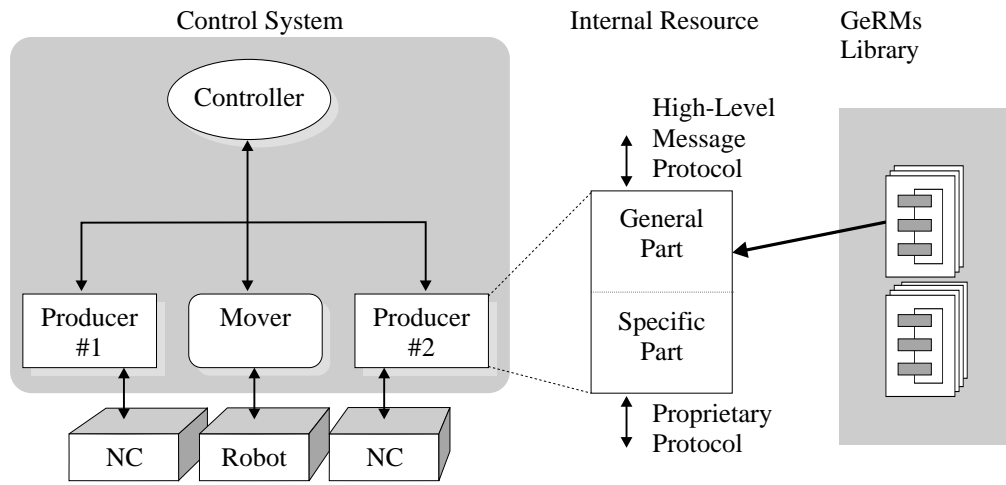 Control System
Internal Resource
GeRMs
Library
Controller
High-Level
Message
Protocol
General
Part
Producer
#1
Mover
Producer
#2
Specific
Part
Proprietary
Protocol
NC
Robot
NC